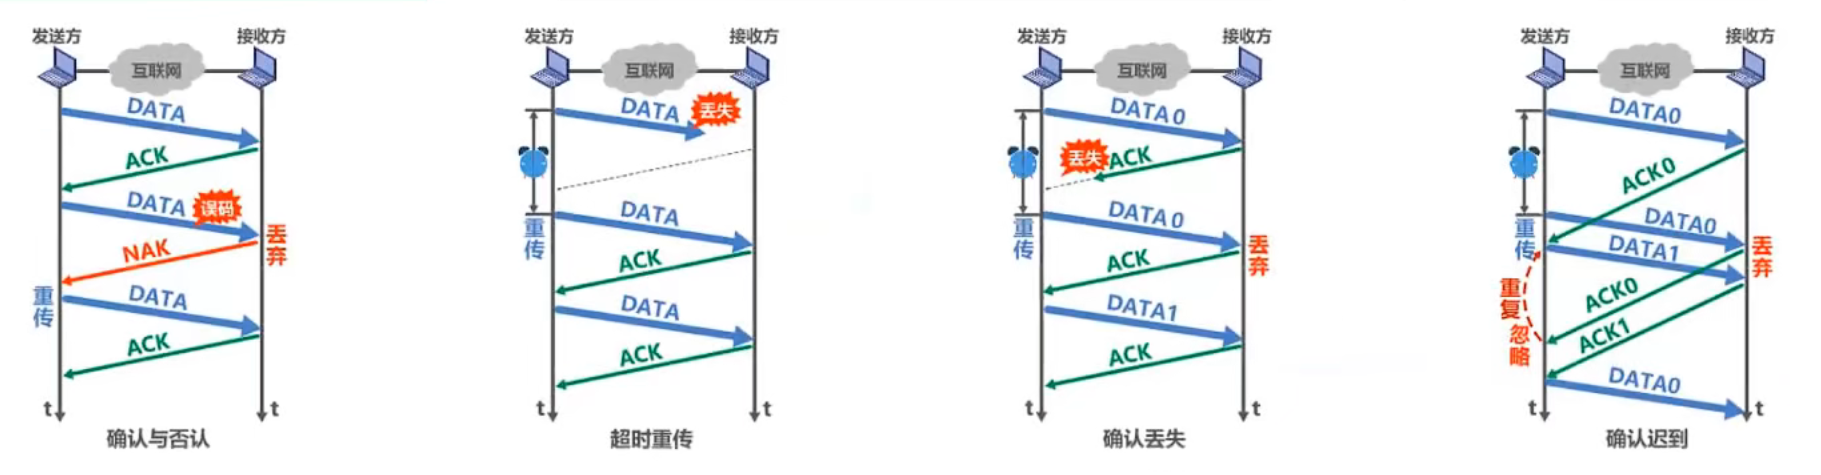 发送方
接收方
互联网
DATA
ACK
DATA
误码
丢弃
NAK
重传
DATA
ACK
t
t
确认与否认
发送方
接收方
互联网
DATA
丢失
重传
DATA
ACK
DATA
ACK
t
t
超时重传
发送方
接收方
互联网
DATA 0
丢失
ACK
重传
DATA 0
丢弃
ACK
DATA1
ACK
t
t
确认丢失
发送方
接收方
互联网
DATA0
ACK0
重传
DATA0
DATA1
丢弃
重复
忽略
ACK0
ACK1
DATA0
t
t
确认迟到